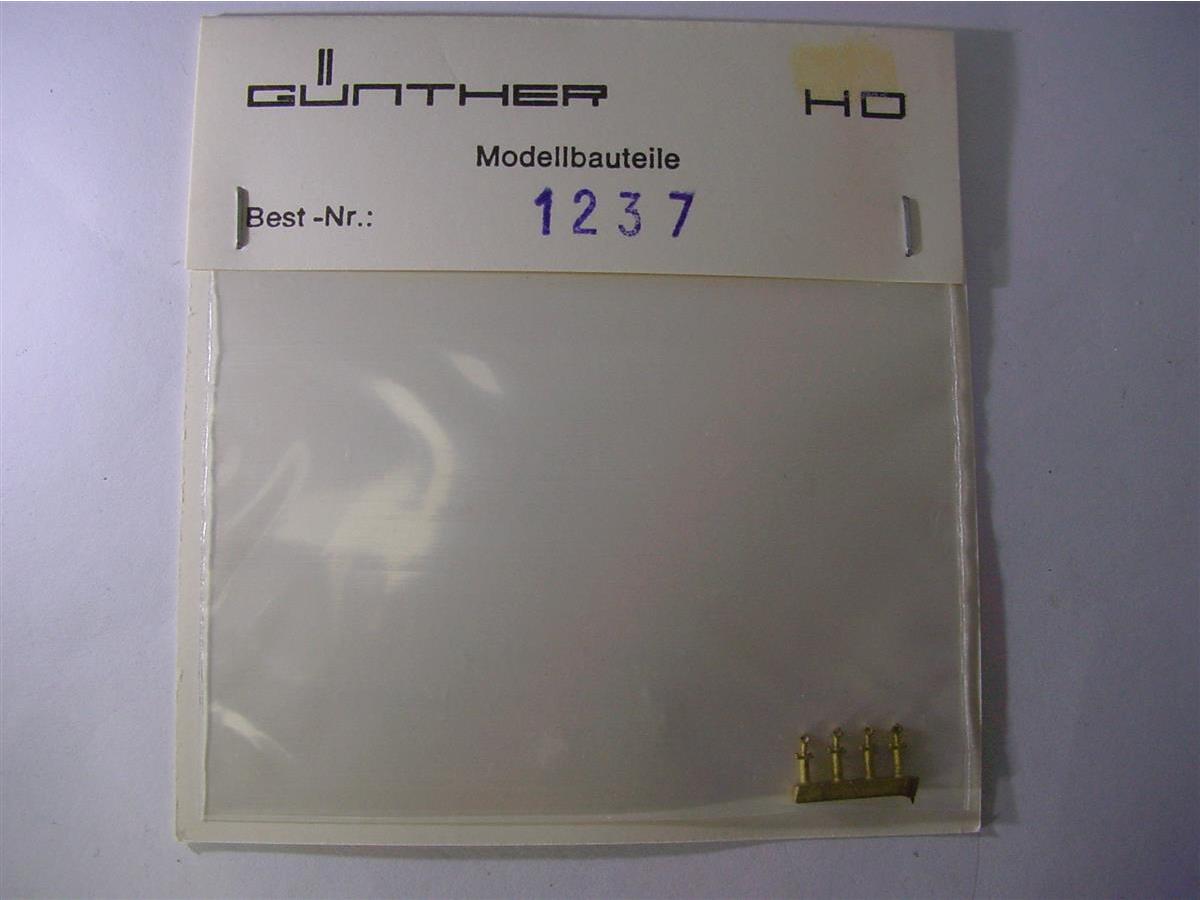 GÜNTHER H0
Modellbauteile
Best -Nr.: 1237